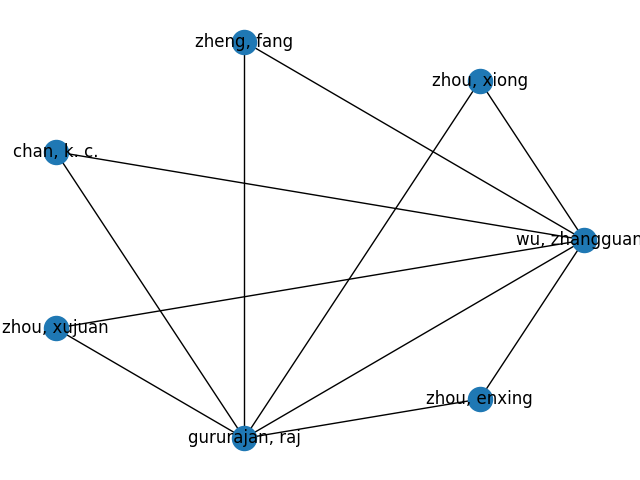 zheng, fang
zhou, xiong
chan, k. c.
wu, zhangguan
zhou, xujuan
zhou, enxing
gururajan, raj